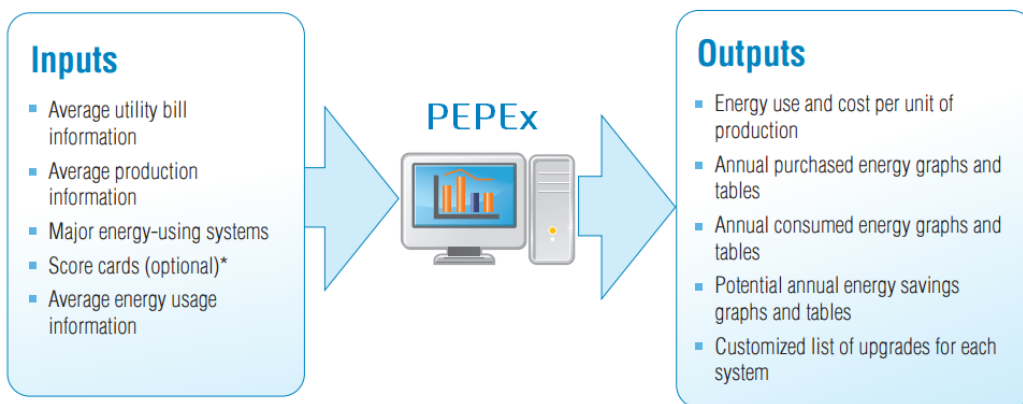 Inputs
Average utility bill
information
Average production
information
Major energy-using systems
Score cards (optional)*
Average energy usage
information
PEPEx
Outputs
Energy use and cost per unit of
production
Annual purchased energy graphs and
tables
Annual consumed energy graphs and
tables
Potential annual energy savings
graphs and tables
Customized list of upgrades for each
system